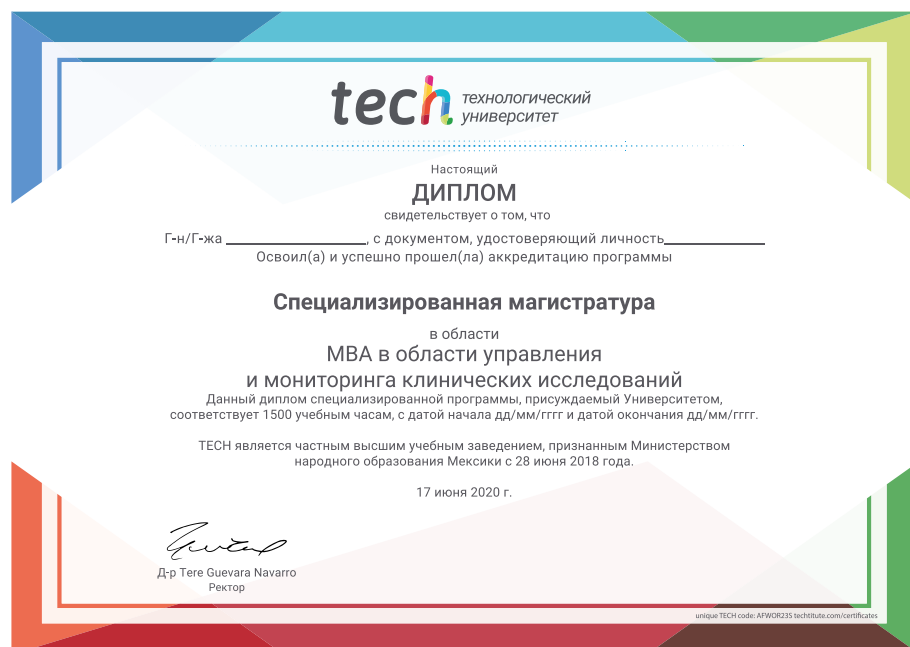 tech технологический
университет
Настоящий
ДИПЛОМ
свидетельствует о том, что
Г-н/Г-жа ____________________, с документом, удостоверяющий личность______________
Освоил(а) и успешно прошел(ла) аккредитацию программы
Специализированная магистратура
в области
MBA в области управления
и мониторинга клинических исследований
Данный диплом специализированной программы, присуждаемый Университетом,
соответствует 1500 учебным часам, с датой начала дд/мм/гггг и датой окончания дд/мм/гггг.
TECH является частным высшим учебным заведением, признанным Министерством
народного образования Мексики с 28 июня 2018 года.
17 июня 2020 г.
Д-р Tere Guevara Navarro
Ректор
unique TECH code: AFWOR23S techtitute.com/certificates